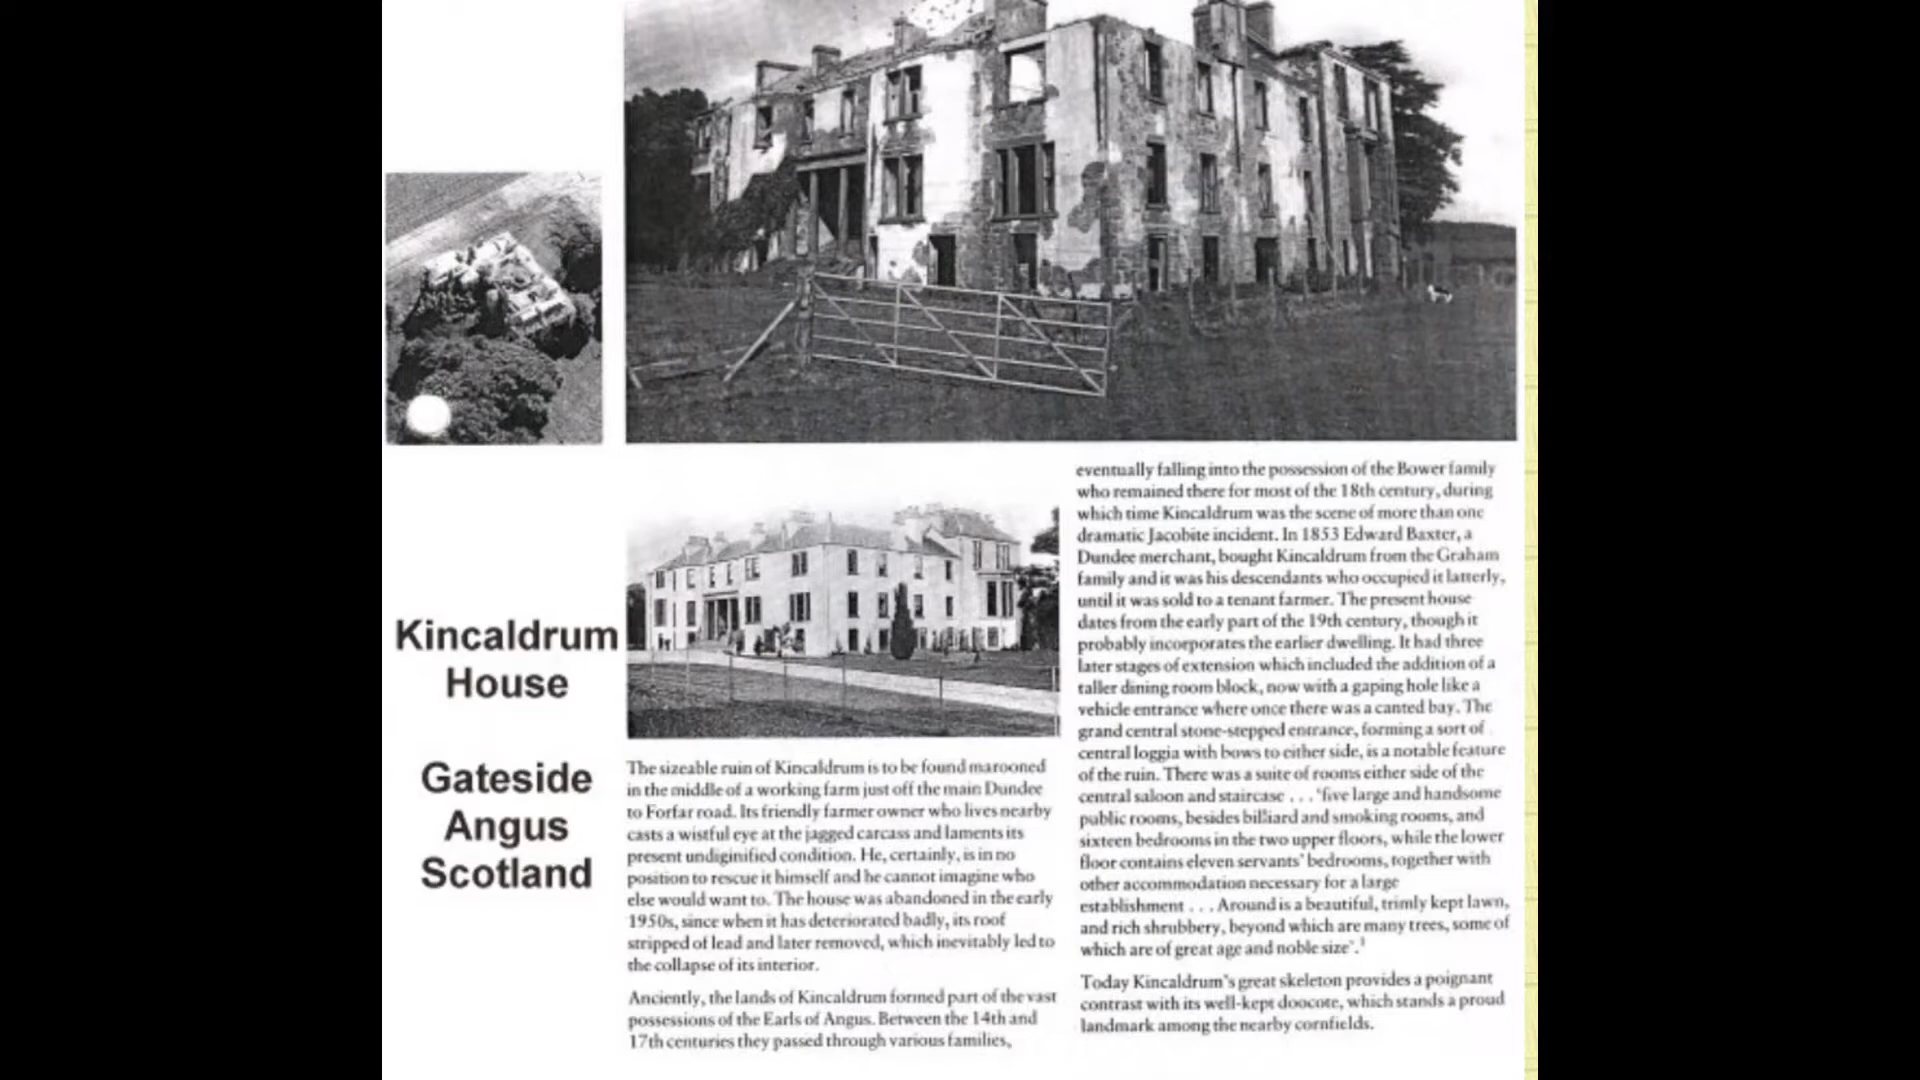 Kincaldrum
House
Gateside
Angus
Scotland
The sizeable ruin of Kincaldrum is to be found marooned
in the middle of a working farm just off the main Dundee
to Forfar road. Its friendly farmer owner who lives nearby
casts a wistful eye at the jagged carcass and laments its
present undiginified condition. He, certainly, is in no
position to rescue it himself and he cannot imagine who
else would want to. The house was abandoned in the early
1950s, since when it has deteriorated badly, its roof
stripped of lead and later removed, which inevitably led to
the collapse of its interior.
Anciently, the lands of Kincaldrum formed part of the vast
possessions of the Earls of Angus. Between the 14th and
17th centuries they passed through various families,
eventually falling into the possession of the Bower family
who remained there for most of the 18th century, during
which time Kincaldrum was the scene of more than one
dramatic Jacobite incident. In 1853 Edward Baxter, a
Dundee merchant, bought Kincaldrum from the Graham
family and it was his descendants who occupied it latterly,
until it was sold to a tenant farmer. The present house
dates from the early part of the 19th century, though it
probably incorporates the earlier dwelling. It had three
later stages of extension which included the addition of a
taller dining room block, now with a gaping hole like a
vehicle entrance where once there was a canted bay. The
grand central stone-stepped entrance, forming a sort of
central loggia with bows to either side, is a notable feature
of the ruin. There was a suite of rooms either side of the
central saloon and staircase . . . 'five large and handsome
public rooms, besides billiard and smoking rooms, and
sixteen bedrooms in the two upper floors, while the lower
floor contains eleven servants' bedrooms, together with
other accommodation necessary for a large
establishment . . . Around is a beautiful, trimly kept lawn,
and rich shrubbery, beyond which are many trees, some of
which are of great age and noble size'.¹
Today Kincaldrum's great skeleton provides a poignant
contrast with its well-kept doocote, which stands a proud
landmark among the nearby cornfields.